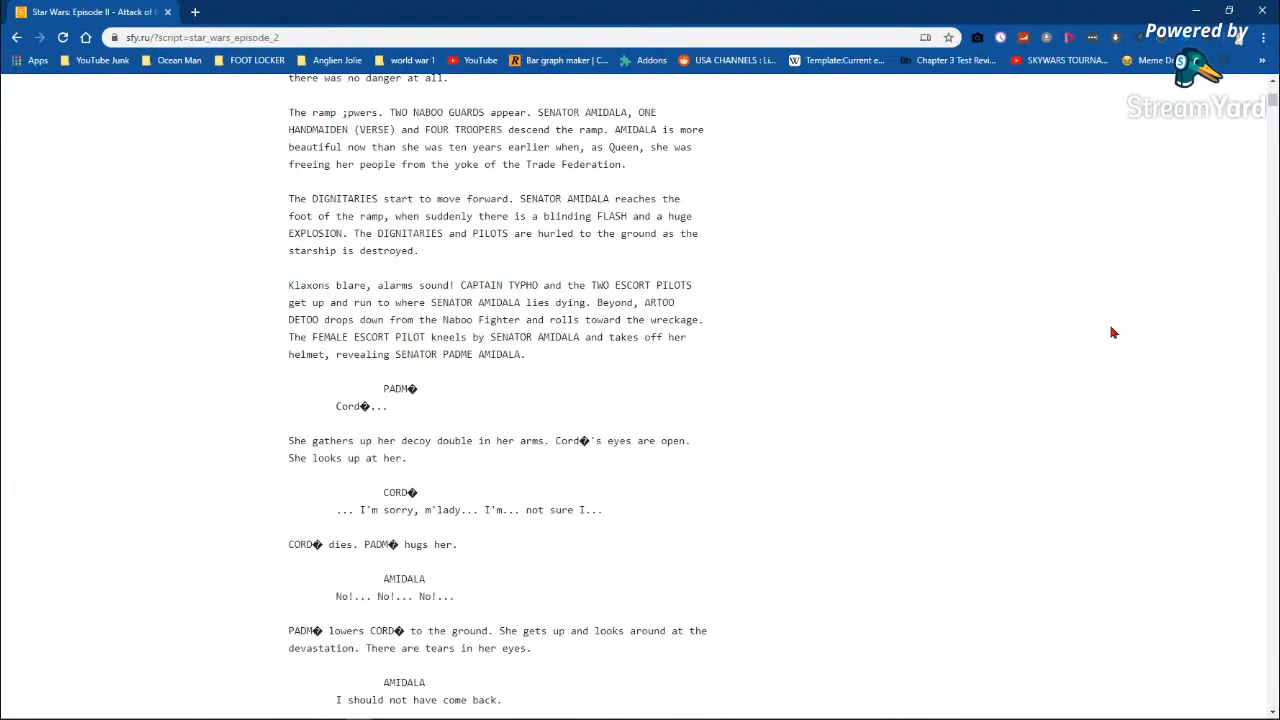 Star Wars: Episode II - Attack of
sfy.ru/?script=star_wars_episode_2
Powered by
Apps
YouTube Junk
Ocean Man
FOOT LOCKER
Anglien Jolie
world war 1
YouTube
Bar graph maker | C...
Addons
USA CHANNELS : Li...
Template:Current e...
Chapter 3 Test Revi...
SKYWARS TOURNA...
Meme De
StreamYard
there was no danger at all.
The ramp ;pwers. TWO NABOO GUARDS appear. SENATOR AMIDALA, ONE
HANDMAIDEN (VERSE) and FOUR TROOPERS descend the ramp. AMIDALA is more
beautiful now than she was ten years earlier when, as Queen, she was
freeing her people from the yoke of the Trade Federation.
The DIGNITARIES start to move forward. SENATOR AMIDALA reaches the
foot of the ramp, when suddenly there is a blinding FLASH and a huge
EXPLOSION. The DIGNITARIES and PILOTS are hurled to the ground as the
starship is destroyed.
Klaxons blare, alarms sound! CAPTAIN TYPHO and the TWO ESCORT PILOTS
get up and run to where SENATOR AMIDALA lies dying. Beyond, ARTOO
DETOO drops down from the Naboo Fighter and rolls toward the wreckage.
The FEMALE ESCORT PILOT kneels by SENATOR AMIDALA and takes off her
helmet, revealing SENATOR PADME AMIDALA.
PADM�
Cord�...
She gathers up her decoy double in her arms. Cord�'s eyes are open.
She looks up at her.
CORD�
... I'm sorry, m'lady... I'm... not sure I...
CORD� dies. PADM� hugs her.
AMIDALA
No!... No!... No!...
PADM� lowers CORD� to the ground. She gets up and looks around at the
devastation. There are tears in her eyes.
AMIDALA
I should not have come back.